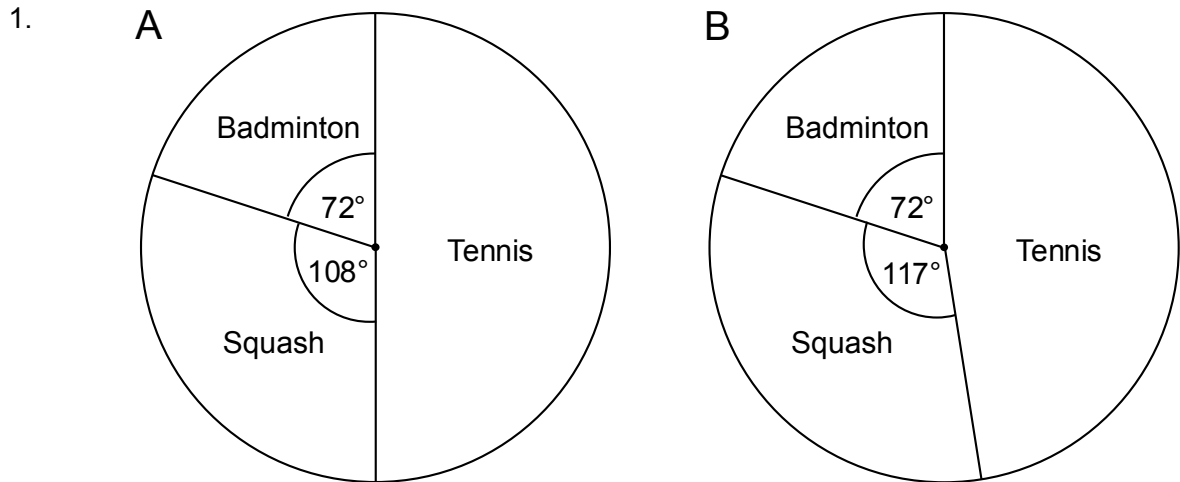 1.
A
Badminton
72°
108°
Tennis
Squash
B
Badminton
72°
117°
Tennis
Squash